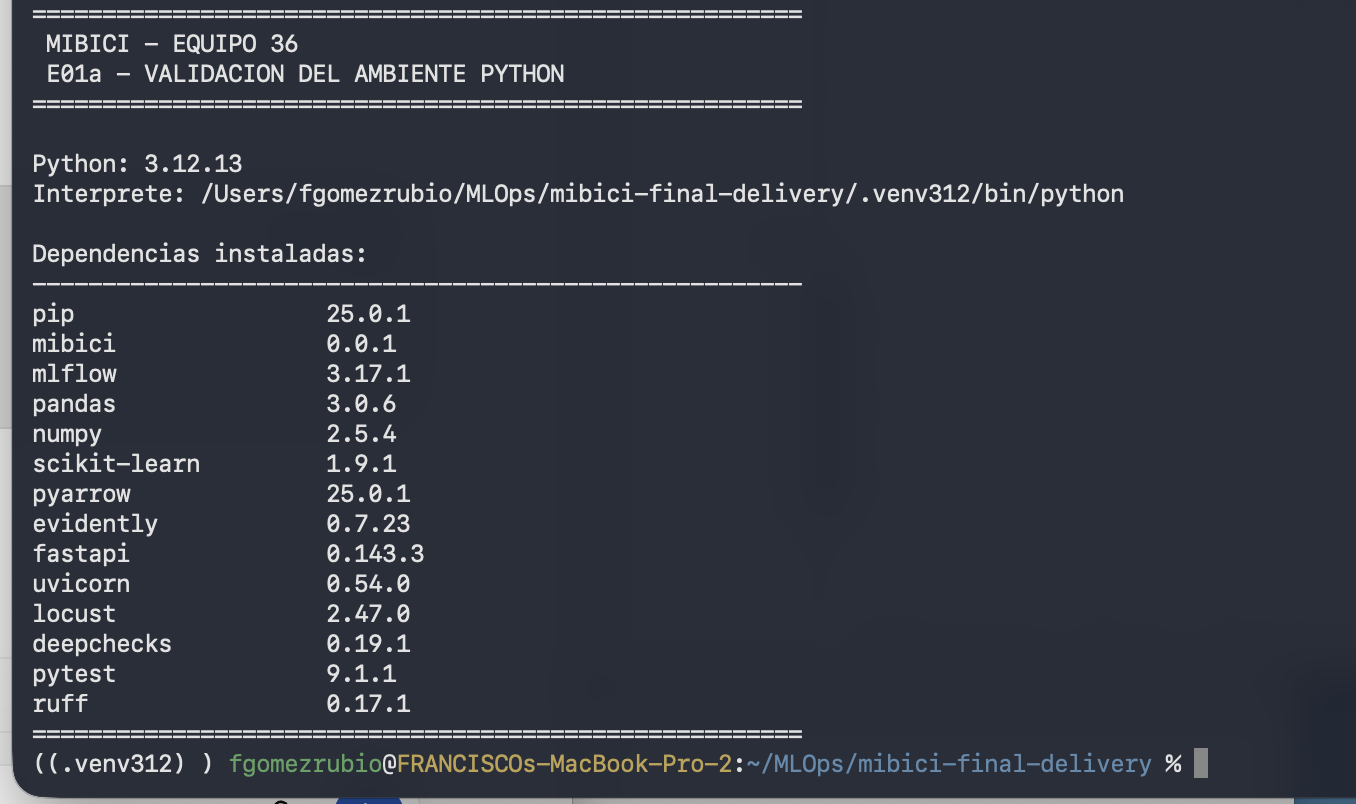 =======================================================
MIBICI – EQUIPO 36
E01a – VALIDACION DEL AMBIENTE PYTHON
=======================================================
Python: 3.12.13
Interprete: /Users/fgomezrubio/MLOps/mibici-final-delivery/.venv312/bin/python
Dependencias instaladas:
-------------------------------------------------------
pip 25.0.1
mibici 0.0.1
mlflow 3.17.1
pandas 3.0.6
numpy 2.5.4
scikit-learn 1.9.1
pyarrow 25.0.1
evidently 0.7.23
fastapi 0.143.3
uvicorn 0.54.0
locust 2.47.0
deepchecks 0.19.1
pytest 9.1.1
ruff 0.17.1
=======================================================
((.venv312) ) fgomezrubio@FRANCISCOs-MacBook-Pro-2:~/MLOps/mibici-final-delivery %